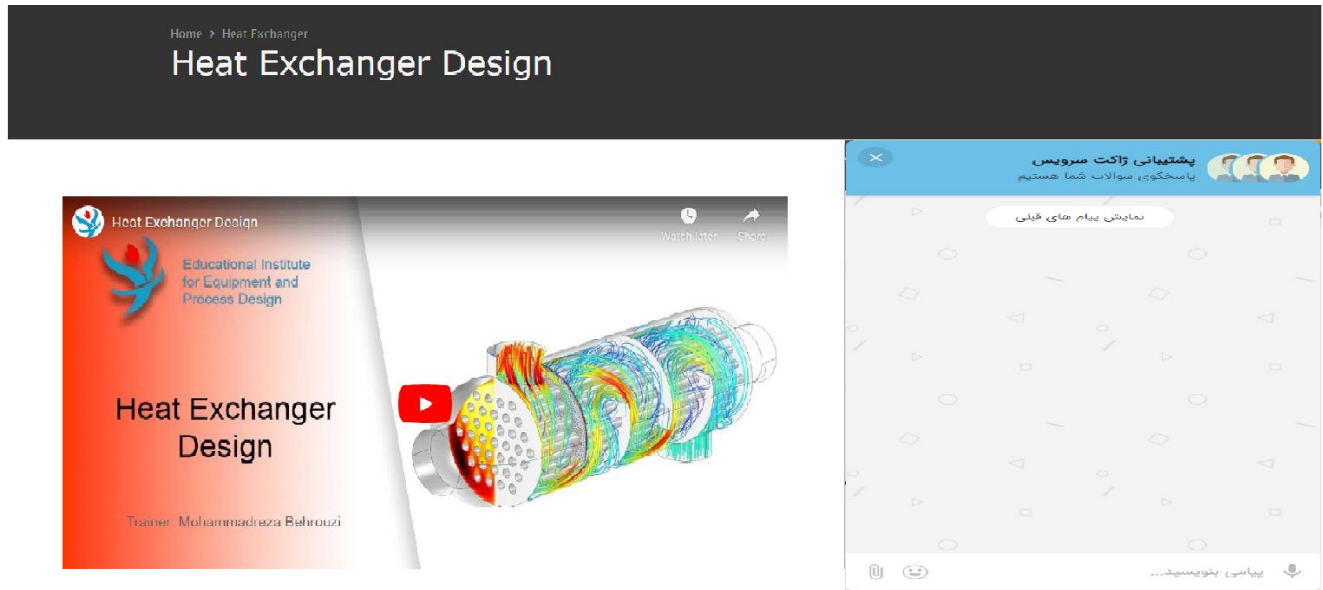 Home > Heat Exchanger
Heat Exchanger Design
Heat Exchanger Design
Watch later
Share
Educational Institute
for Equipment and
Process Design
Heat Exchanger
Design
Trainer: Mohammadreza Behrouzi
پشتیبانی ژاکت سرویس
پاسخگوی سوالات شما هستیم
نمایش پیام های قبلی
پیامی بنویسید...